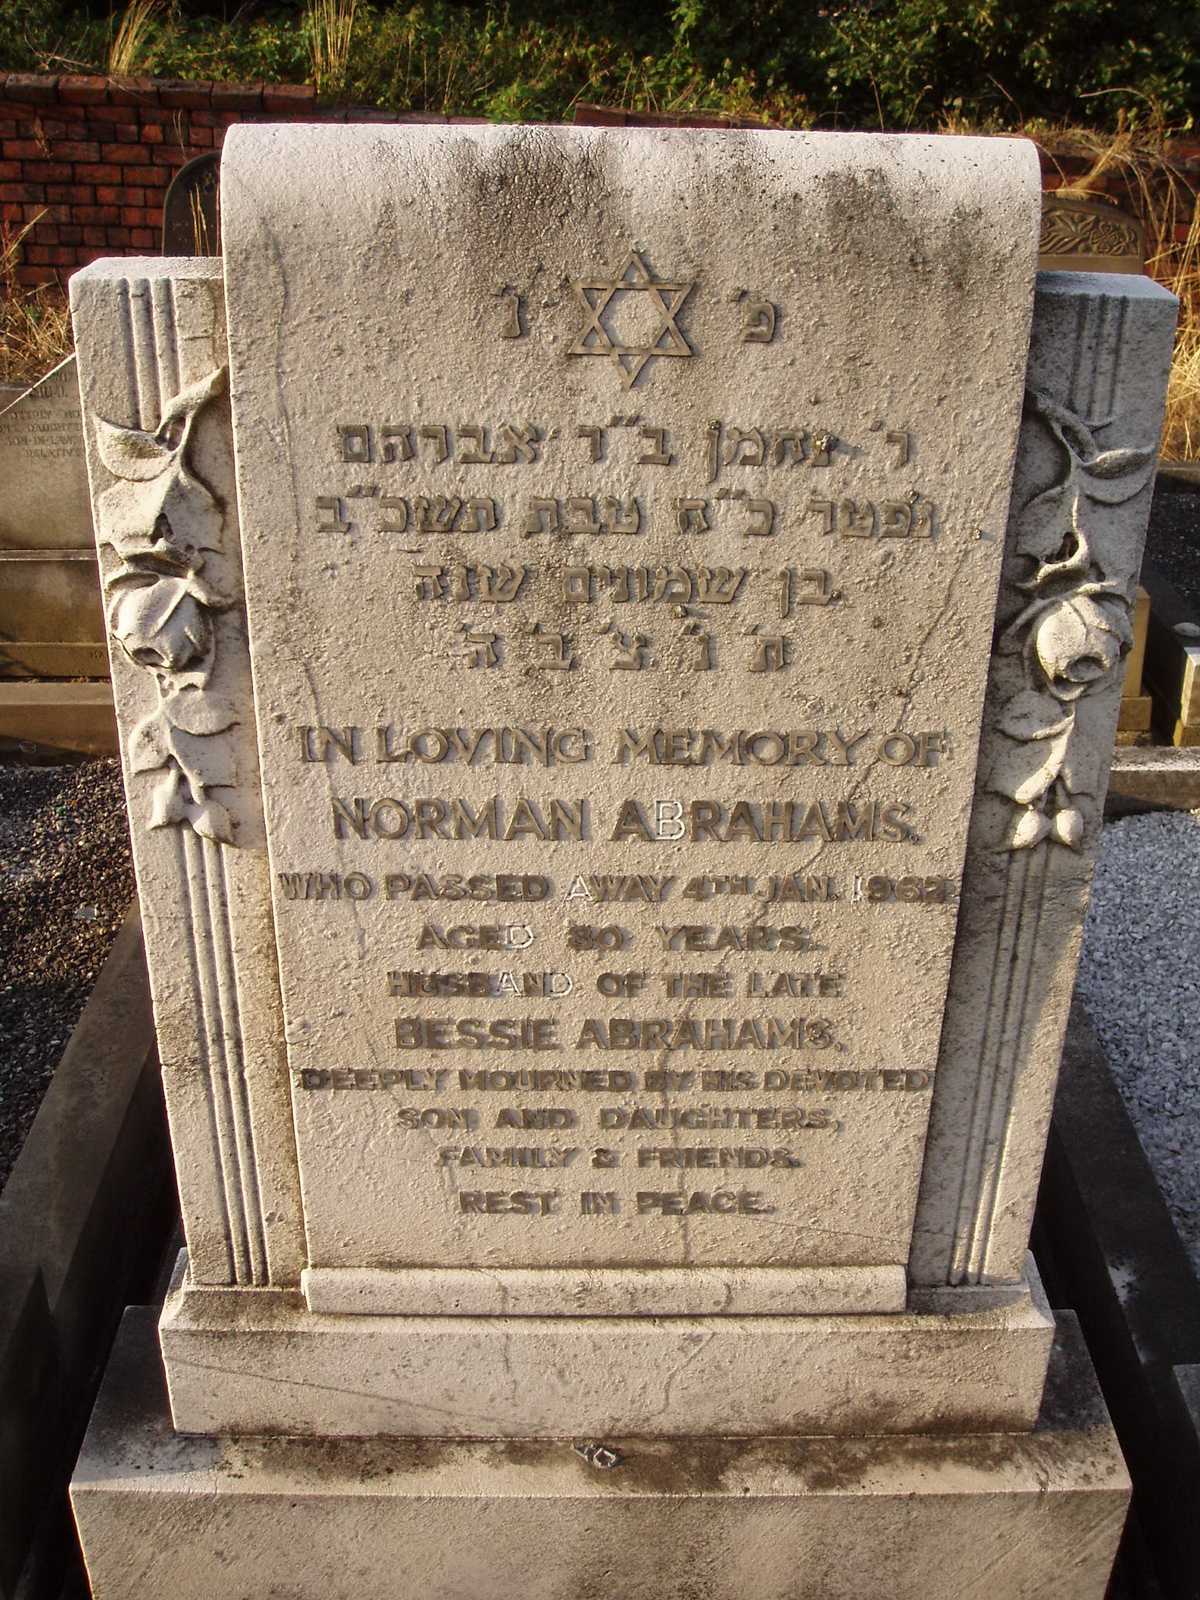 פ' נ'
ר' נחמן ב"ר אברהם
נפטר כ"ח טבת תשכ"ב
בן שמונים שנה
ת' נ' צ' ב' ה'
IN LOVING MEMORY OF
NORMAN ABRAHAMS.
WHO PASSED AWAY 4TH JAN. 1962.
AGED 80 YEARS.
HUSBAND OF THE LATE
BESSIE ABRAHAMS.
DEEPLY MOURNED BY HIS DEVOTED
SON AND DAUGHTERS,
FAMILY & FRIENDS.
REST IN PEACE.